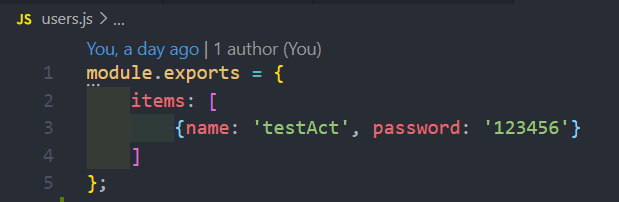 JS users.js > ...
You, a day ago | 1 author (You)
1 module.exports = {
2     items: [
3         {name: 'testAct', password: '123456'}
4     ]
5 };